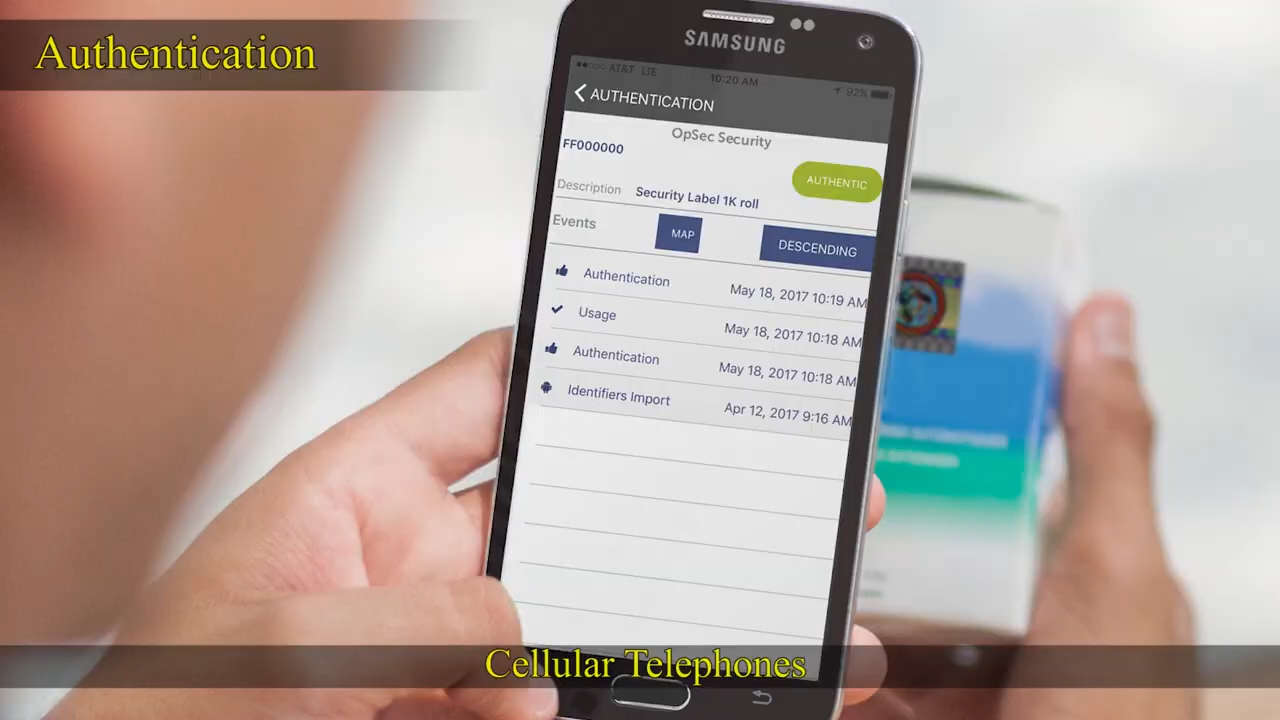 Authentication
SAMSUNG
AT&T LTE 10:20 AM 92%
AUTHENTICATION
OpSec Security
FF000000
AUTHENTIC
Description Security Label 1K roll
Events MAP DESCENDING
Authentication May 18, 2017 10:19 AM
Usage May 18, 2017 10:18 AM
Authentication May 18, 2017 10:18 AM
Identifiers Import Apr 12, 2017 9:16 AM
Cellular Telephones